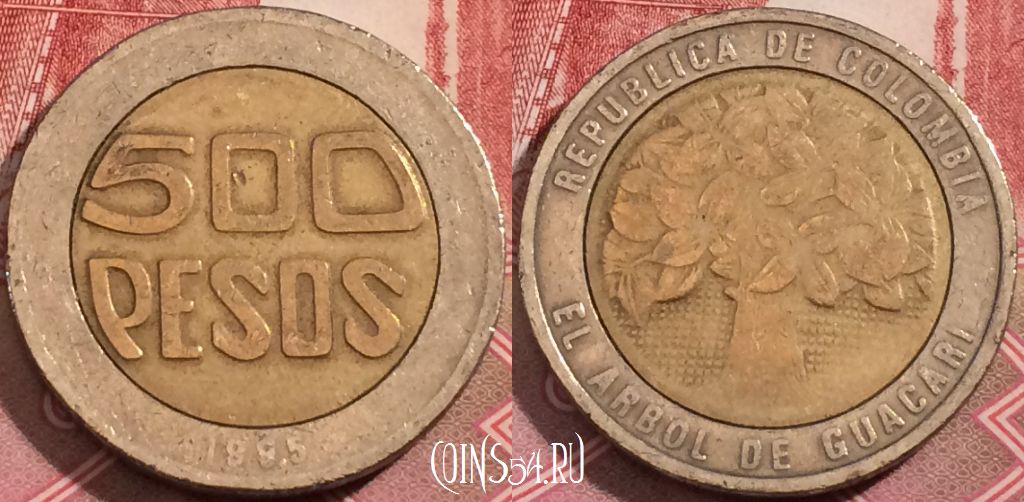 500
PESOS
1995
REPUBLICA DE COLOMBIA
EL ARBOL DE GUACARI
COINS54.RU